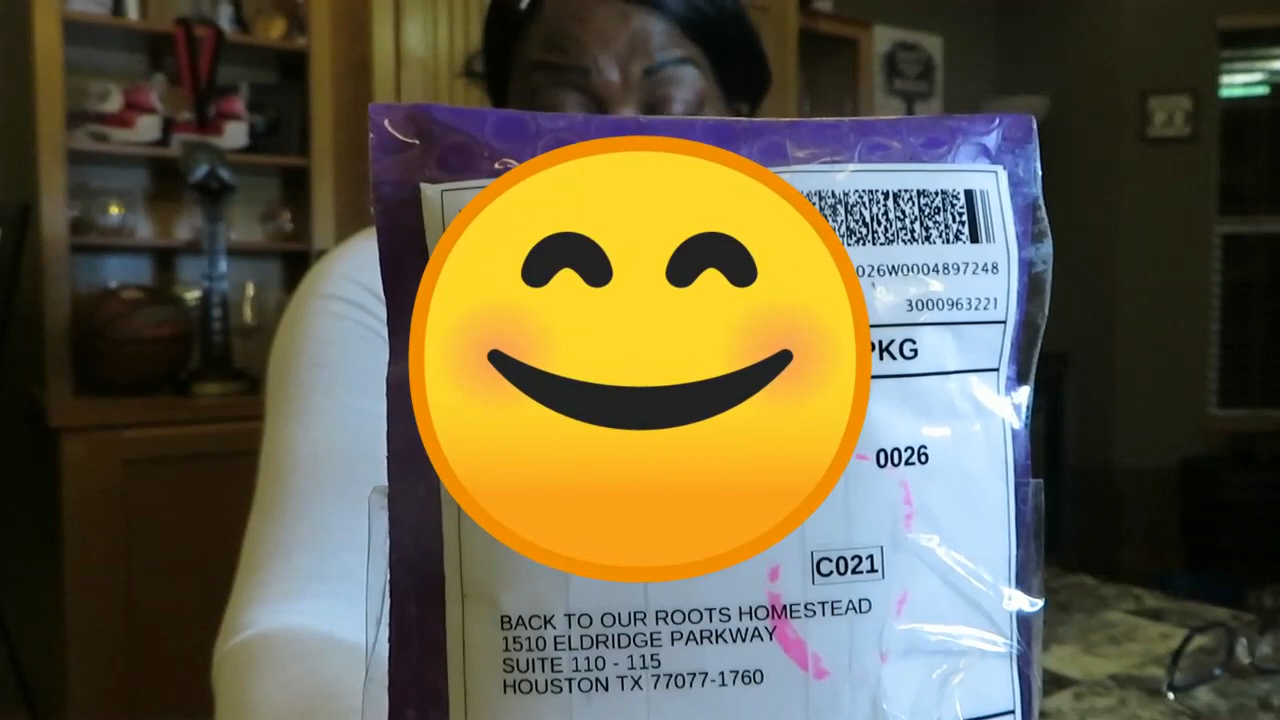 026W0004897248
3000963221
PKG
0026
C021
BACK TO OUR ROOTS HOMESTEAD
1510 ELDRIDGE PARKWAY
SUITE 110 - 115
HOUSTON TX 77077-1760